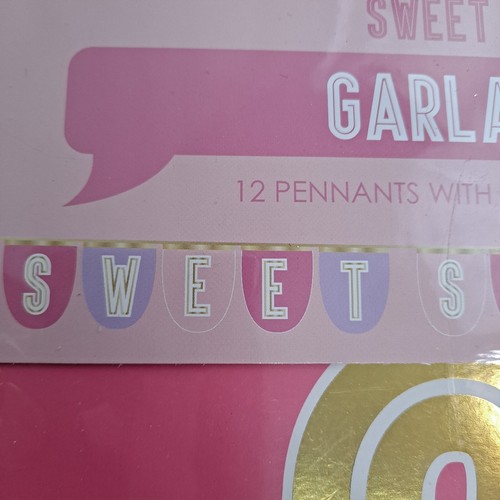 SWEET
GARLA
12 PENNANTS WITH
SWEET S